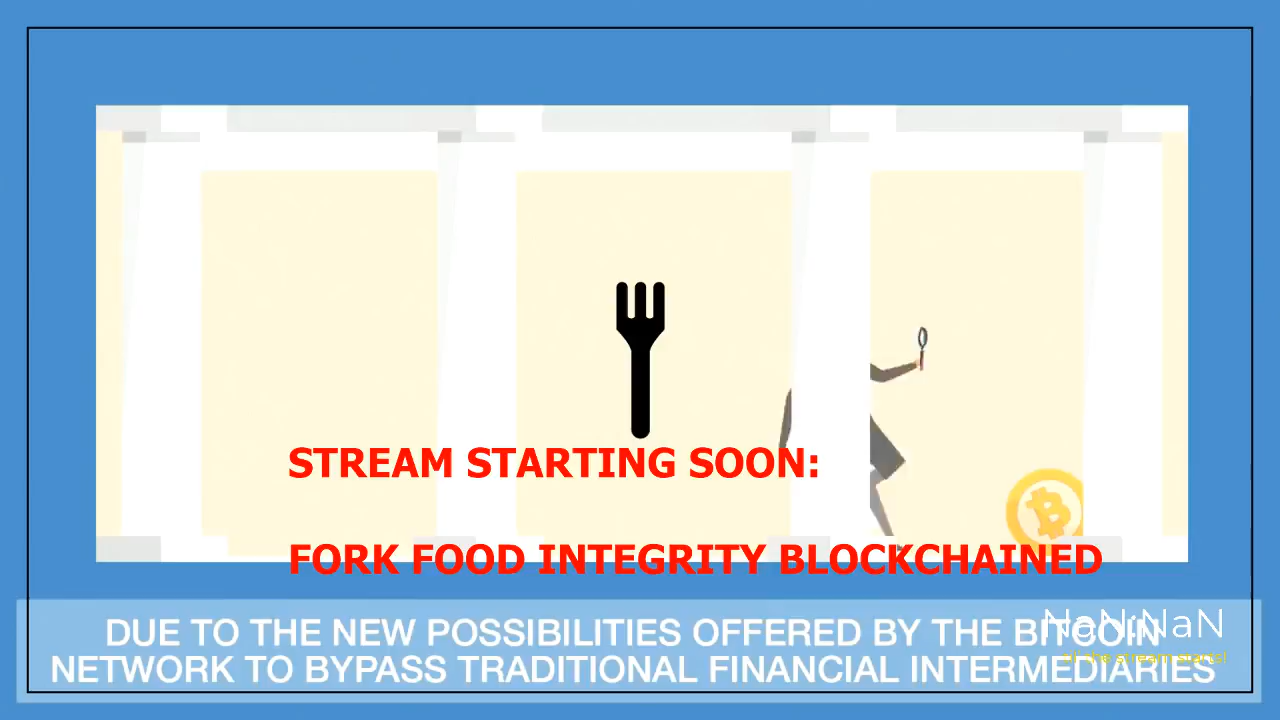 STREAM STARTING SOON:
FORK FOOD INTEGRITY BLOCKCHAINED
DUE TO THE NEW POSSIBILITIES OFFERED BY THE BITCOIN
NETWORK TO BYPASS TRADITIONAL FINANCIAL INTERMEDIARIES
NaN:NaN
til' the stream starts!